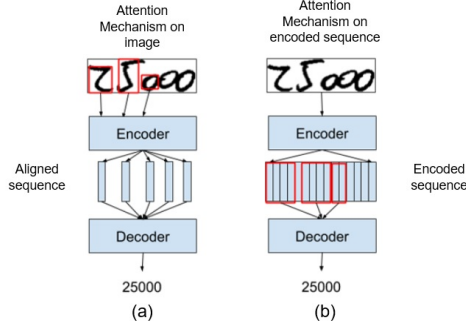 Attention
Mechanism on
image
25000
Encoder
Aligned
sequence
Decoder
25000
(a)
Attention
Mechanism on
encoded sequence
25000
Encoder
Encoded
sequence
Decoder
25000
(b)